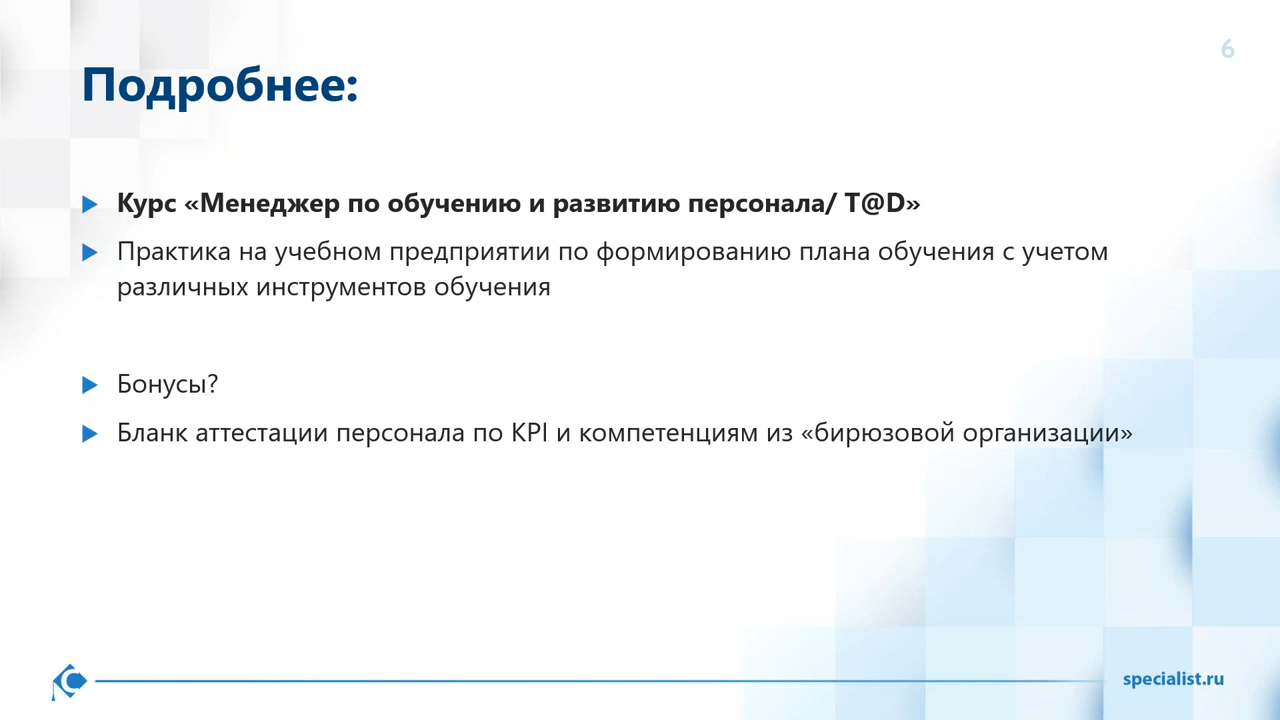 6
Подробнее:
Курс «Менеджер по обучению и развитию персонала/ T@D»
Практика на учебном предприятии по формированию плана обучения с учетом
различных инструментов обучения
Бонусы?
Бланк аттестации персонала по KPI и компетенциям из «бирюзовой организации»
specialist.ru